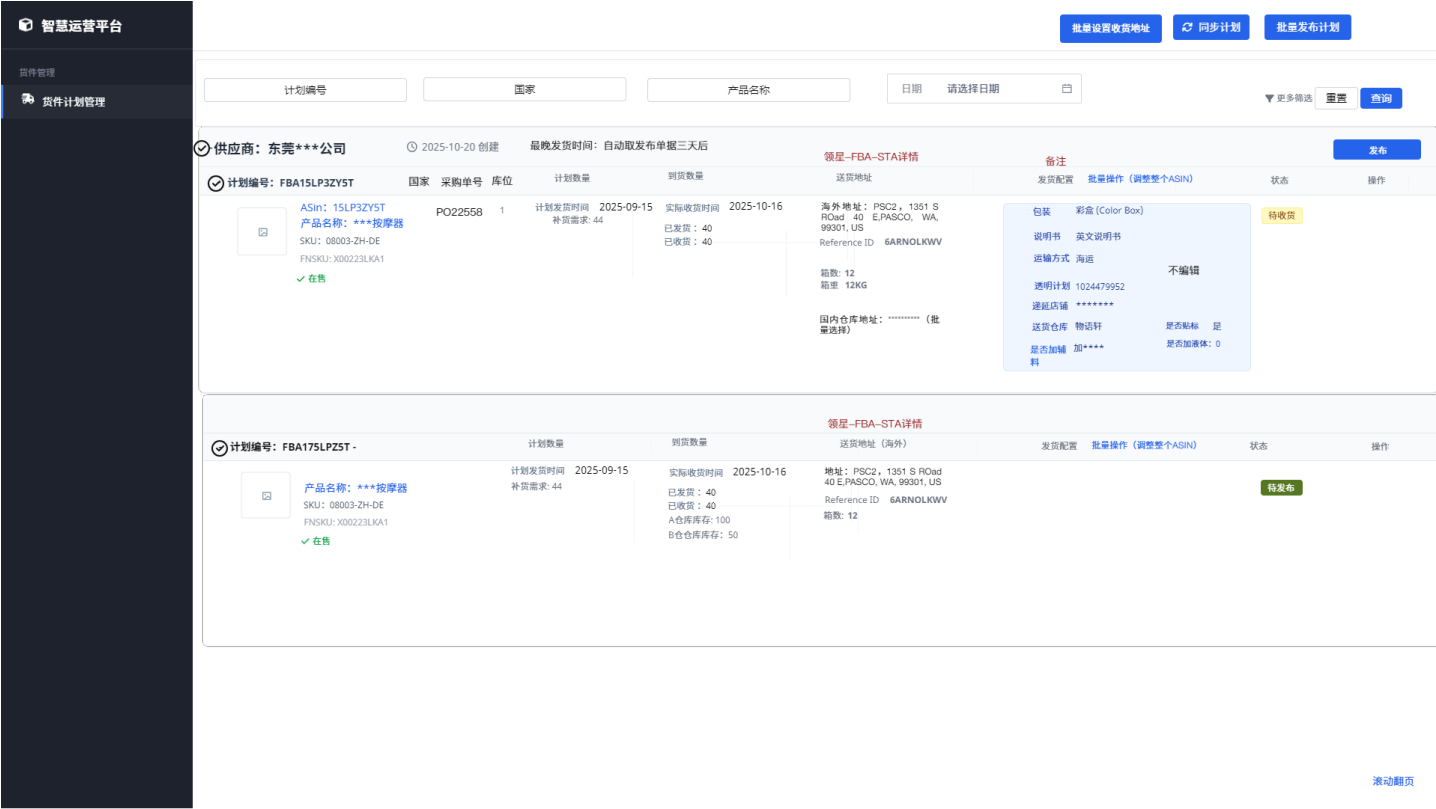 智慧运营平台
批量设置收货地址 同步计划 批量发布计划
货件管理
货件计划管理
计划编号 国家 产品名称 日期 请选择日期
更多筛选 重置 查询
供应商：东莞***公司 2025-10-20 创建 最晚发货时间：自动取发布单据三天后 发布
领星–FBA–STA详情 备注
计划编号：FBA15LP3ZY5T 国家 采购单号 库位 计划数量 到货数量 送货地址 发货配置 批量操作（调整整个ASIN） 状态 操作
ASin：15LP3ZY5T
产品名称：***按摩器
SKU：08003-ZH-DE
FNSKU: X00223LKA1
在售
PO22558 1
计划发货时间 2025-09-15
补货需求: 44
实际收货时间 2025-10-16
已发货： 40
已收货： 40
海外地址：PSC2，1351 S
ROad 40 E,PASCO, WA,
99301, US
Reference ID 6ARNOLKWV
箱数: 12
箱重 12KG
国内仓库地址：********** （批
量选择）
包装 彩盒 (Color Box)
说明书 英文说明书
运输方式 海运
不编辑
透明计划 1024479952
递延店铺 *******
送货仓库 物语轩 是否贴标 是
是否加辅
料 加**** 是否加液体：0
待收货
领星–FBA–STA详情
计划编号：FBA175LPZ5T - 计划数量 到货数量 送货地址（海外） 发货配置 批量操作（调整整个ASIN） 状态 操作
产品名称：***按摩器
SKU：08003-ZH-DE
FNSKU: X00223LKA1
在售
计划发货时间 2025-09-15
补货需求: 44
实际收货时间 2025-10-16
已发货： 40
已收货： 40
A仓库库存: 100
B仓仓库库存：50
地址：PSC2，1351 S ROad
40 E,PASCO, WA, 99301, US
Reference ID 6ARNOLKWV
箱数: 12
待发布
滚动翻页